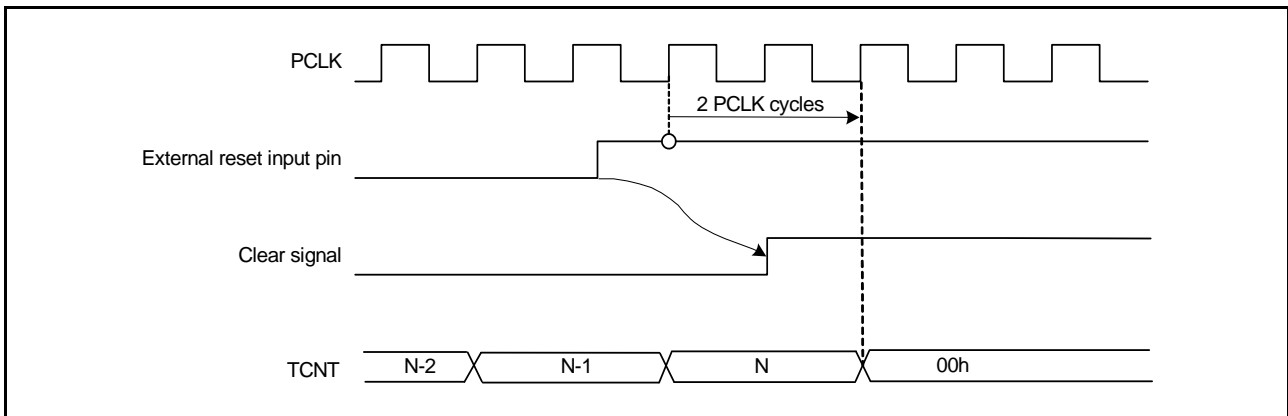 PCLK
2 PCLK cycles
External reset input pin
Clear signal
TCNT
N-2
N-1
N
00h